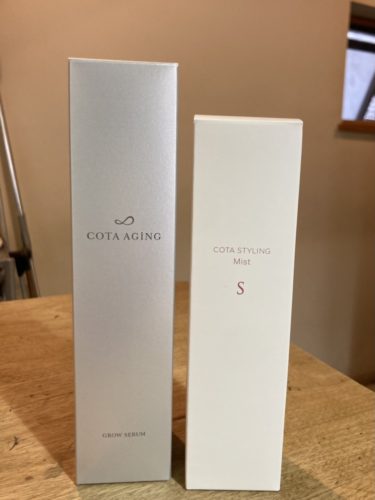 COTA AGiNG
GROW SERUM
COTA STYLING
Mist
S